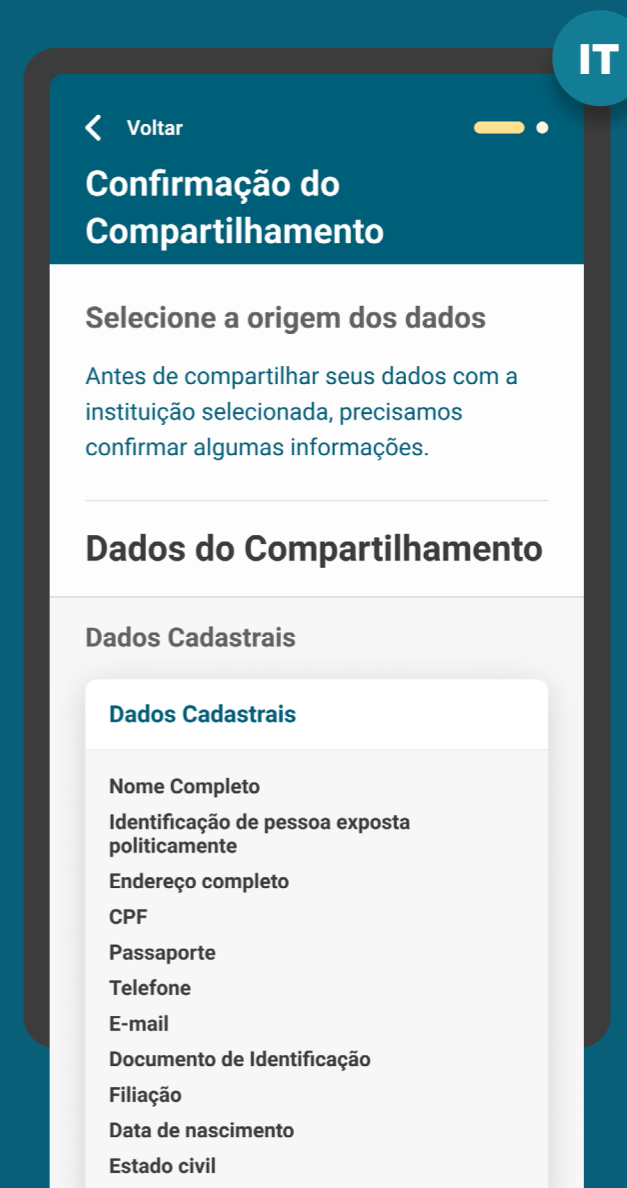 IT
Voltar
Confirmação do
Compartilhamento
Selecione a origem dos dados
Antes de compartilhar seus dados com a
instituição selecionada, precisamos
confirmar algumas informações.
Dados do Compartilhamento
Dados Cadastrais
Dados Cadastrais
Nome Completo
Identificação de pessoa exposta
politicamente
Endereço completo
CPF
Passaporte
Telefone
E-mail
Documento de Identificação
Filiação
Data de nascimento
Estado civil